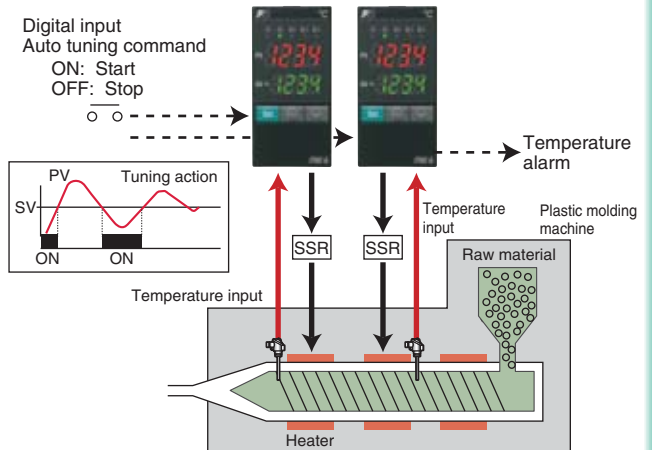 Digital input
Auto tuning command
ON: Start
OFF: Stop
°C
1234
1234
°C
1234
1234
Temperature
alarm
PV
Tuning action
SV
ON
ON
SSR
SSR
Temperature
input
Plastic molding
machine
Raw material
Temperature input
Heater